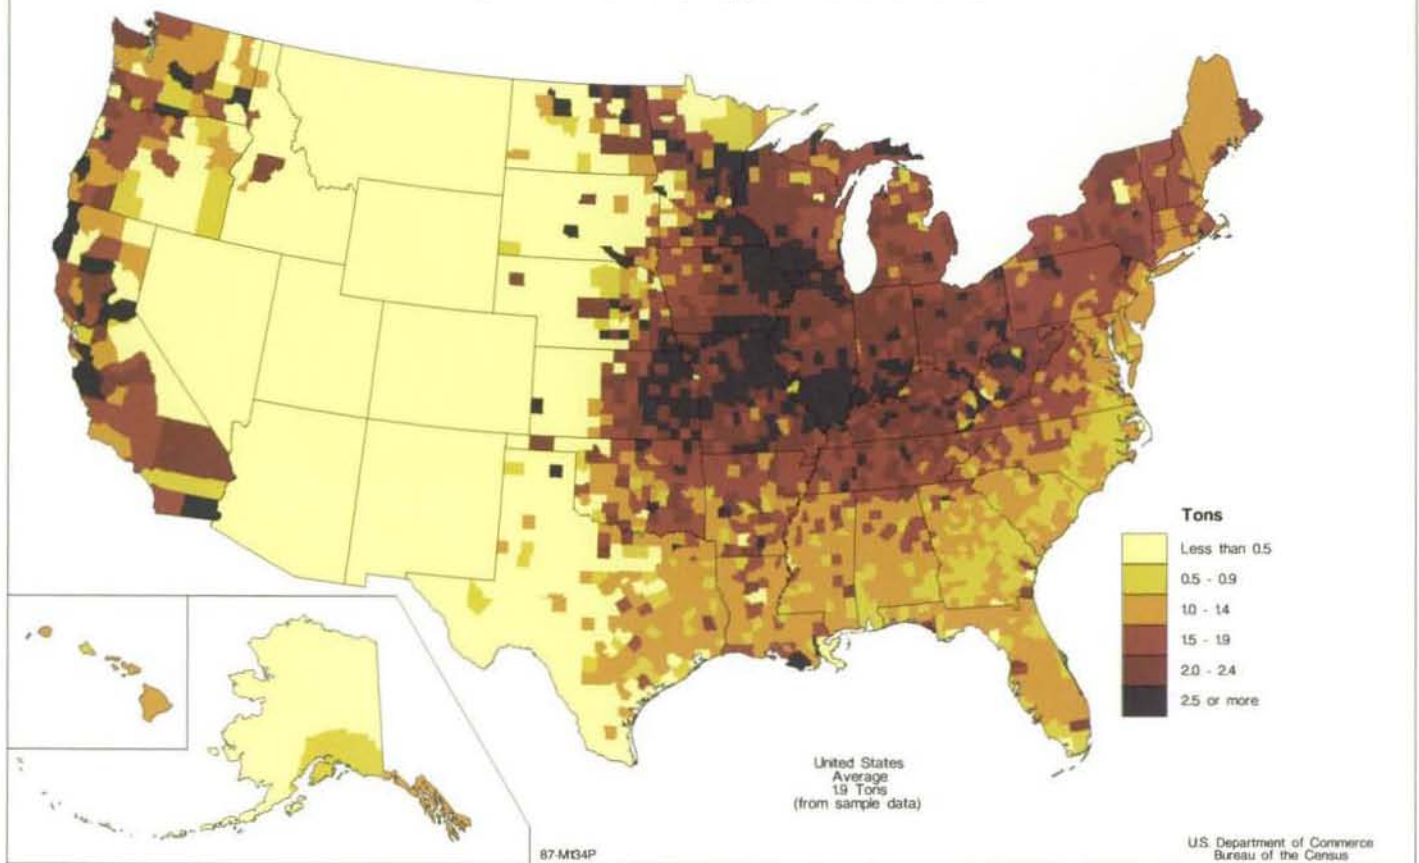 Tons
Less than 0.5
0.5 - 0.9
1.0 - 1.4
1.5 - 1.9
2.0 - 2.4
2.5 or more
United States
Average
1.9 Tons
(from sample data)
87-M134P
U.S. Department of Commerce
Bureau of the Census